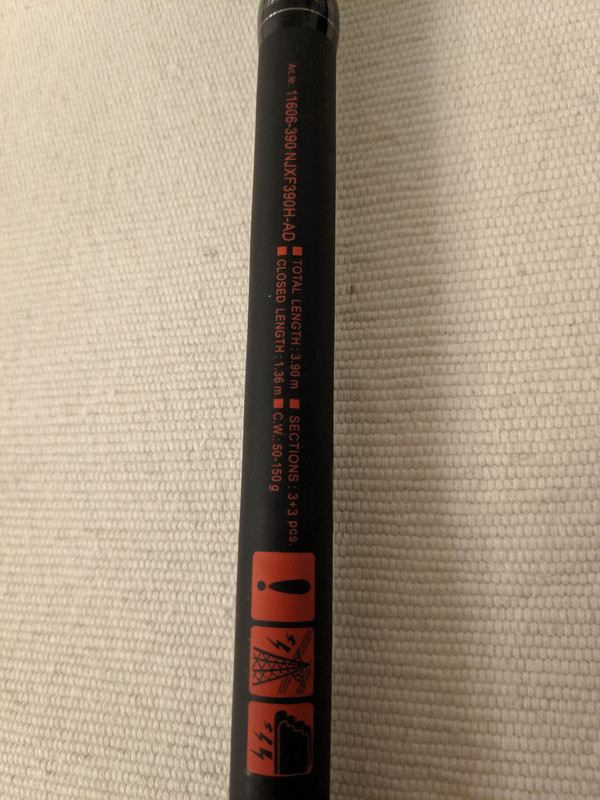 Art.Nr.: 11606-390 NJXF390H-AD
■ TOTAL LENGTH : 3.90 m ■ SECTIONS : 3+3 pcs.
■ CLOSED LENGTH : 1.36 m ■ C.W.: 50-150 g